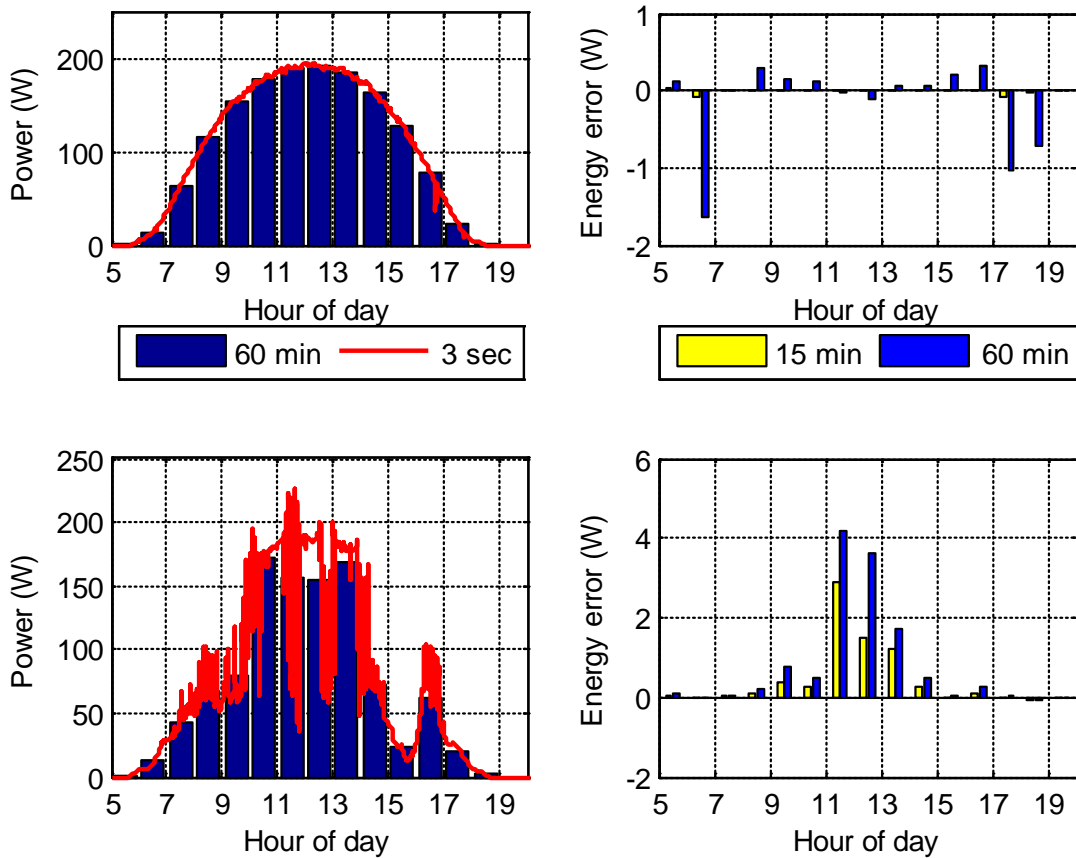 Power (W)
200
100
0
5 7 9 11 13 15 17 19
Hour of day
60 min 3 sec
Energy error (W)
1
0
-1
-2
5 7 9 11 13 15 17 19
Hour of day
15 min 60 min
Power (W)
250
200
150
100
50
0
5 7 9 11 13 15 17 19
Hour of day
Energy error (W)
6
4
2
0
-2
5 7 9 11 13 15 17 19
Hour of day